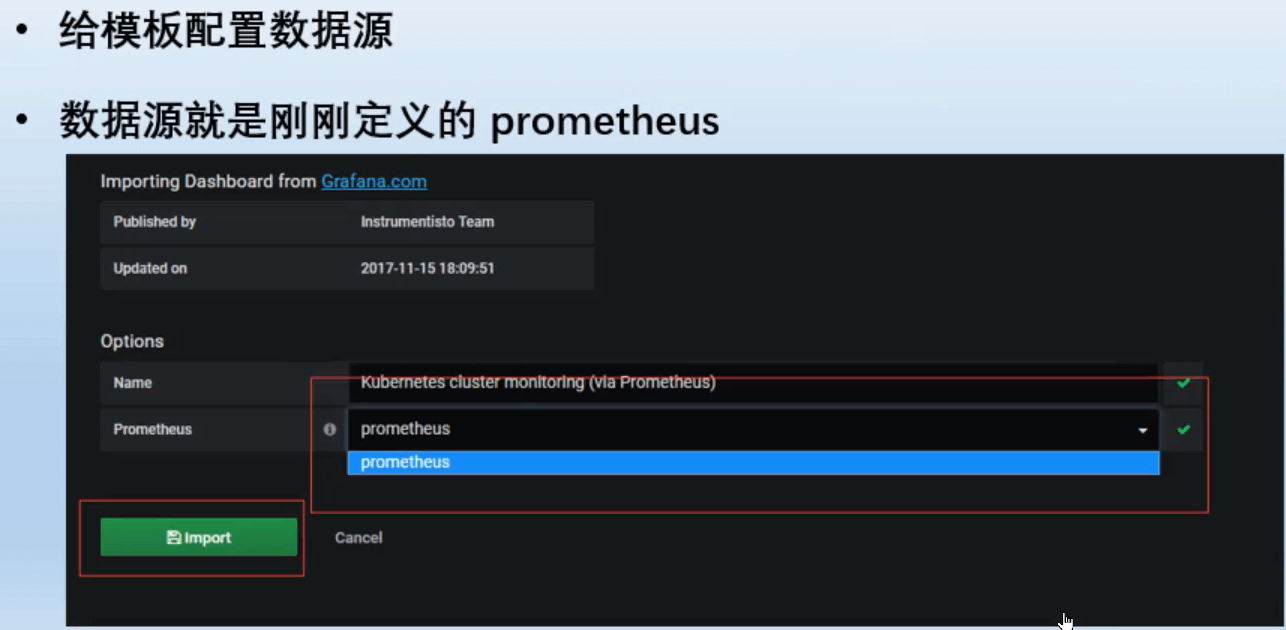 • 给模板配置数据源
• 数据源就是刚刚定义的 prometheus
Importing Dashboard from Grafana.com
Published by Instrumentisto Team
Updated on 2017-11-15 18:09:51
Options
Name Kubernetes cluster monitoring (via Prometheus)
Prometheus prometheus
prometheus
Import Cancel